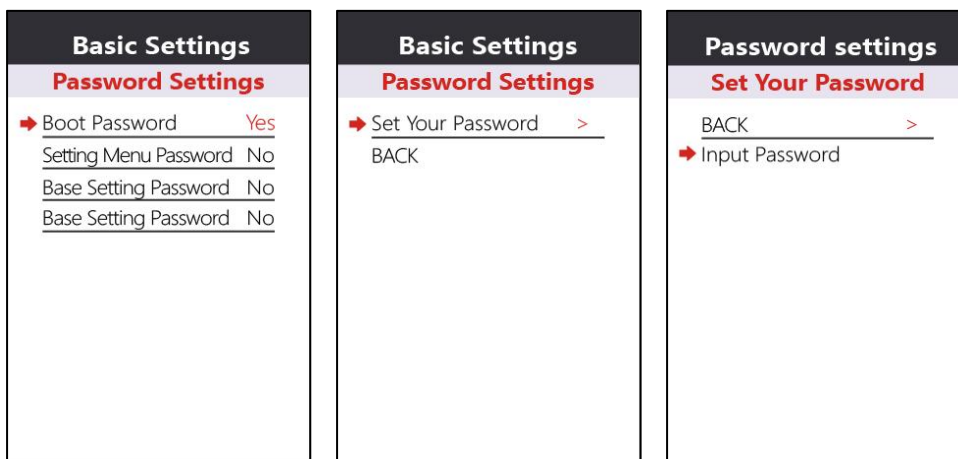 Basic Settings
Password Settings
Boot Password Yes
Setting Menu Password No
Base Setting Password No
Base Setting Password No
Basic Settings
Password Settings
Set Your Password >
BACK
Password settings
Set Your Password
BACK >
Input Password